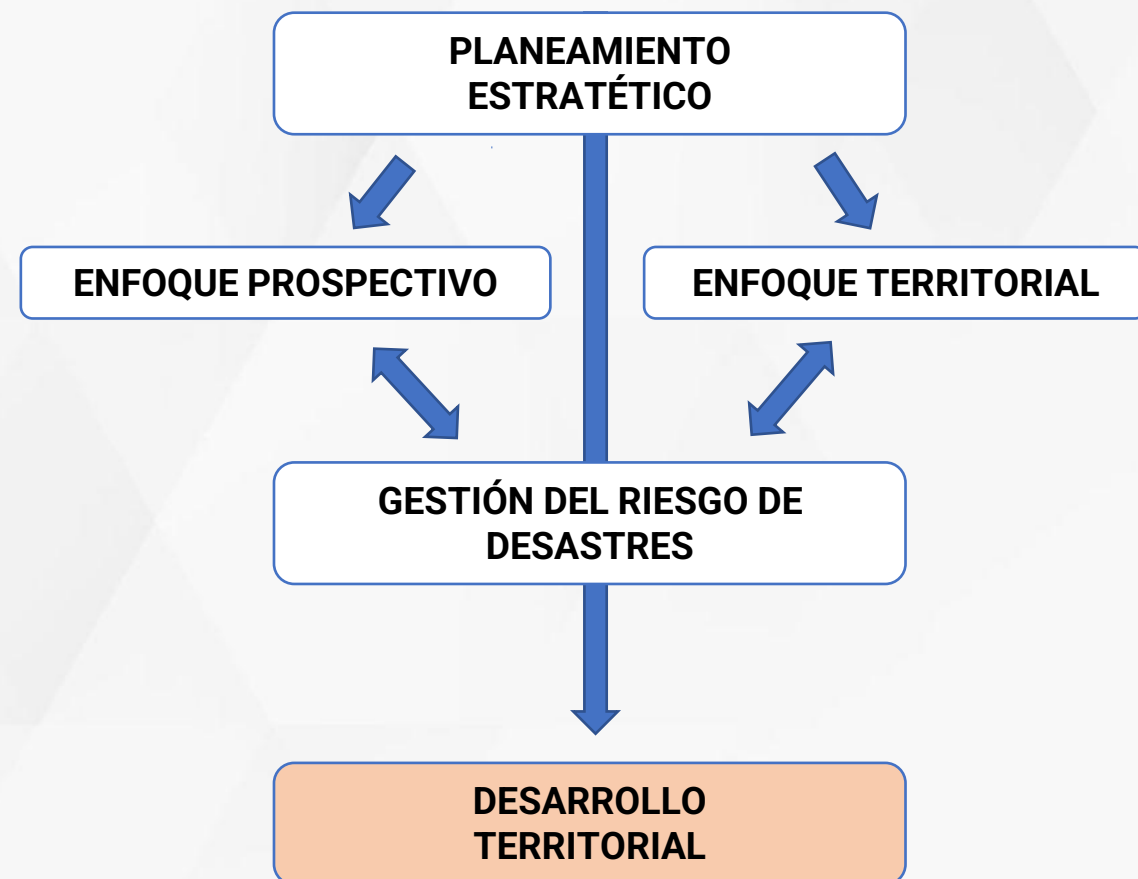 PLANEAMIENTO
ESTRATÉTICO
ENFOQUE PROSPECTIVO
ENFOQUE TERRITORIAL
GESTIÓN DEL RIESGO DE
DESASTRES
DESARROLLO
TERRITORIAL